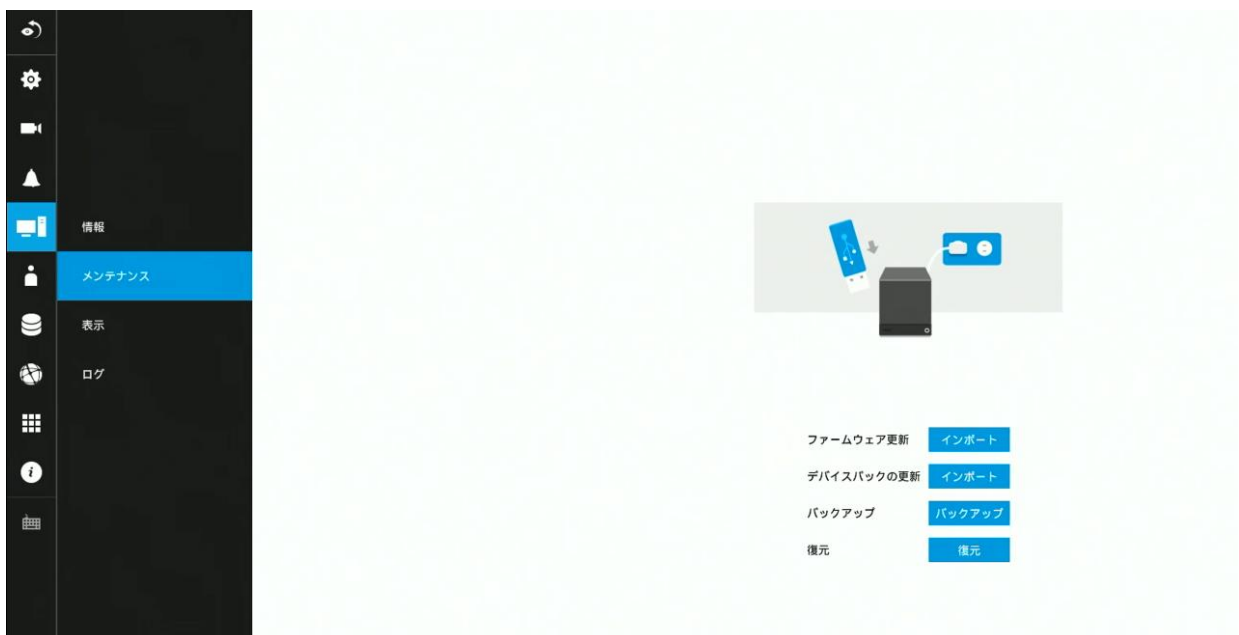 情報
メンテナンス
表示
ログ
ファームウェア更新 インポート
デバイスパックの更新 インポート
バックアップ バックアップ
復元 復元